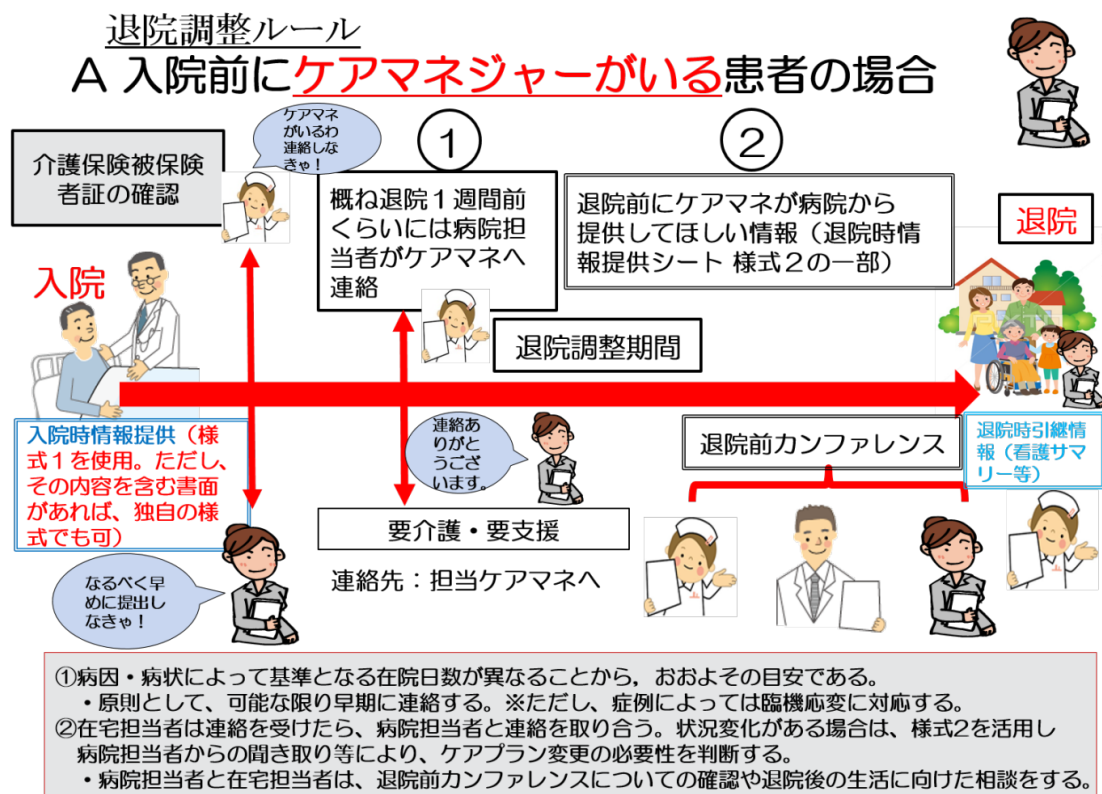 退院調整ルール
A 入院前にケアマネジャーがいる患者の場合
ケアマネ
がいるわ
連絡しな
きゃ！
①
②
介護保険被保険
者証の確認
概ね退院１週間前
くらいには病院担
当者がケアマネへ
連絡
退院前にケアマネが病院から
提供してほしい情報（退院時情
報提供シート 様式２の一部）
退院
入院
退院調整期間
入院時情報提供（様
式１を使用。ただし、
その内容を含む書面
があれば、独自の様
式でも可）
連絡あ
りがと
うござ
います。
退院前カンファレンス
退院時引継情
報（看護サマ
リー等）
要介護・要支援
連絡先：担当ケアマネへ
なるべく早
めに提出し
なきゃ！
①病因・病状によって基準となる在院日数が異なることから，おおよその目安である。
・原則として、可能な限り早期に連絡する。※ただし、症例によっては臨機応変に対応する。
②在宅担当者は連絡を受けたら、病院担当者と連絡を取り合う。状況変化がある場合は、様式2を活用し
病院担当者からの聞き取り等により、ケアプラン変更の必要性を判断する。
・病院担当者と在宅担当者は、退院前カンファレンスについての確認や退院後の生活に向けた相談をする。